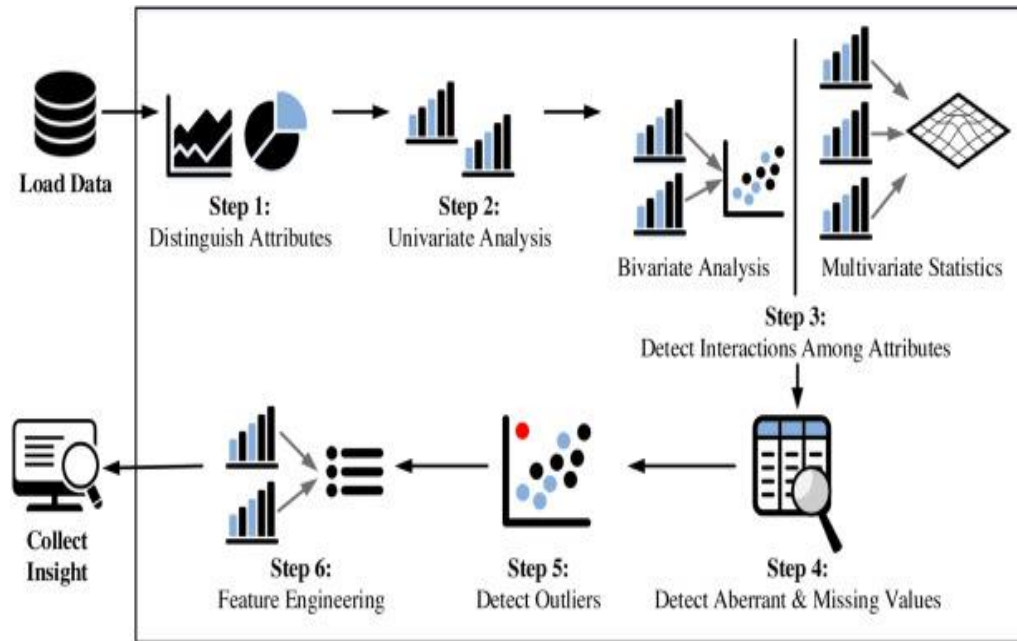 Load Data
Step 1:
Distinguish Attributes
Step 2:
Univariate Analysis
Bivariate Analysis
Multivariate Statistics
Step 3:
Detect Interactions Among Attributes
Step 4:
Detect Aberrant & Missing Values
Step 5:
Detect Outliers
Step 6:
Feature Engineering
Collect
Insight